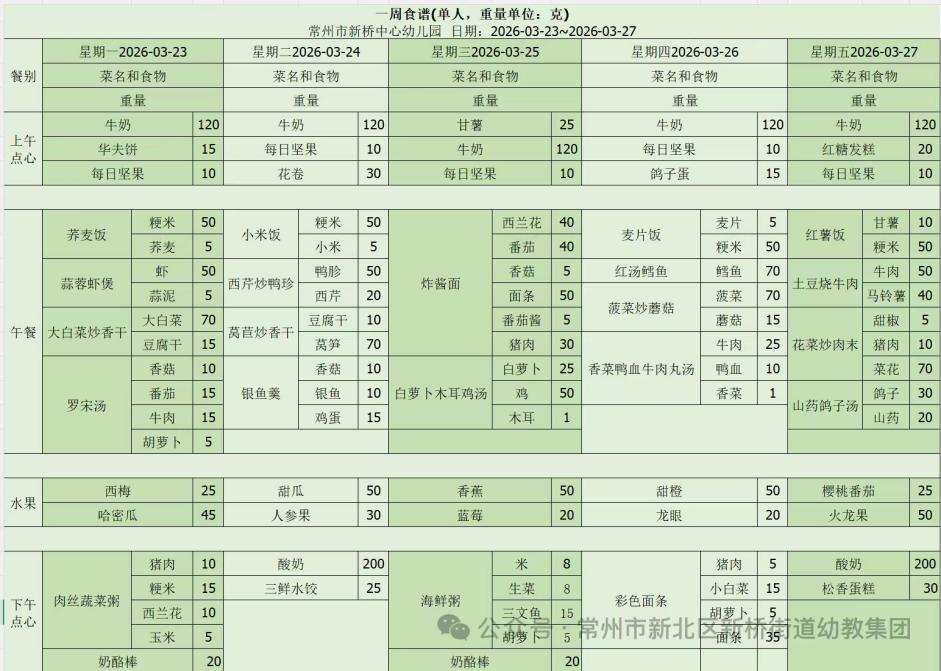 一周食谱(单人，重量单位：克)
常州市新桥中心幼儿园 日期：2026-03-23~2026-03-27
餐别 星期一2026-03-23 星期二2026-03-24 星期三2026-03-25 星期四2026-03-26 星期五2026-03-27
菜名和食物 菜名和食物 菜名和食物 菜名和食物 菜名和食物
重量 重量 重量 重量 重量
上午点心 牛奶 120 牛奶 120 甘薯 25 牛奶 120 牛奶 120
华夫饼 15 每日坚果 10 牛奶 120 每日坚果 10 红糖发糕 20
每日坚果 10 花卷 30 每日坚果 10 鸽子蛋 15 每日坚果 10
午餐 荞麦饭 粳米 50 小米饭 粳米 50 炸酱面 西兰花 40 麦片饭 麦片 5 红薯饭 甘薯 10
荞麦 5 小米 5 番茄 40 粳米 50 粳米 50
蒜蓉虾煲 虾 50 西芹炒鸭珍 鸭胗 50 香菇 5 红汤鳕鱼 鳕鱼 70 土豆烧牛肉 牛肉 50
蒜泥 5 西芹 20 面条 50 菠菜炒蘑菇 菠菜 70 马铃薯 40
大白菜炒香干 大白菜 70 莴苣炒香干 豆腐干 10 番茄酱 5 蘑菇 15 花菜炒肉末 甜椒 5
豆腐干 15 莴笋 70 猪肉 30 香菜鸭血牛肉丸汤 牛肉 25 猪肉 10
罗宋汤 香菇 10 银鱼羹 香菇 10 白萝卜木耳鸡汤 白萝卜 25 鸭血 10 菜花 70
番茄 15 银鱼 10 鸡 50 香菜 1 山药鸽子汤 鸽子 30
牛肉 15 鸡蛋 15 木耳 1 山药 20
胡萝卜 5
水果 西梅 25 甜瓜 50 香蕉 50 甜橙 50 樱桃番茄 25
哈密瓜 45 人参果 30 蓝莓 20 龙眼 20 火龙果 50
下午点心 肉丝蔬菜粥 猪肉 10 酸奶 200 海鲜粥 米 8 彩色面条 猪肉 5 酸奶 200
粳米 15 三鲜水饺 25 生菜 8 小白菜 15 松香蛋糕 30
西兰花 10 三文鱼 15 胡萝卜 5
玉米 5 胡萝卜 5 面条 35
奶酪棒 20 奶酪棒 20
公众号·常州市新北区新桥街道幼教集团